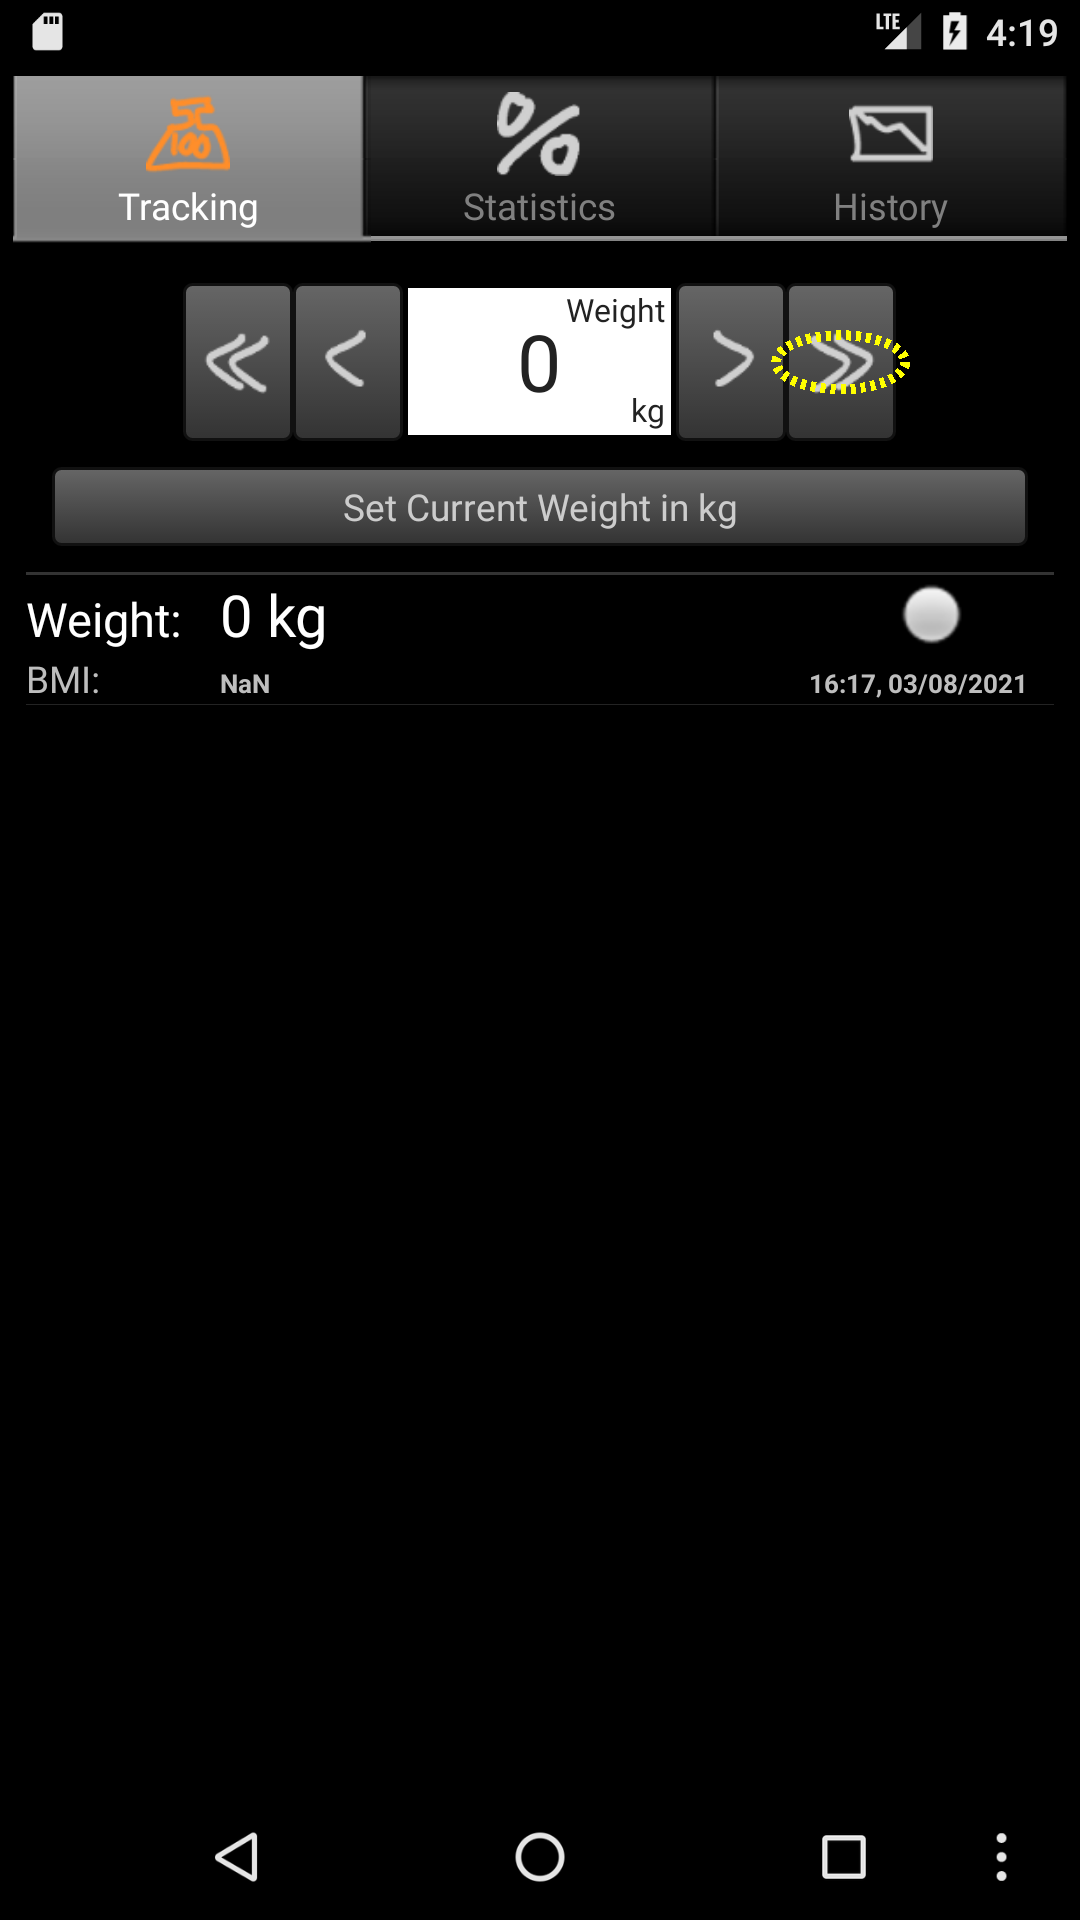 LTE 4:19
100
Tracking Statistics History
Weight
0
kg
Set Current Weight in kg
Weight: 0 kg
BMI: NaN 16:17, 03/08/2021